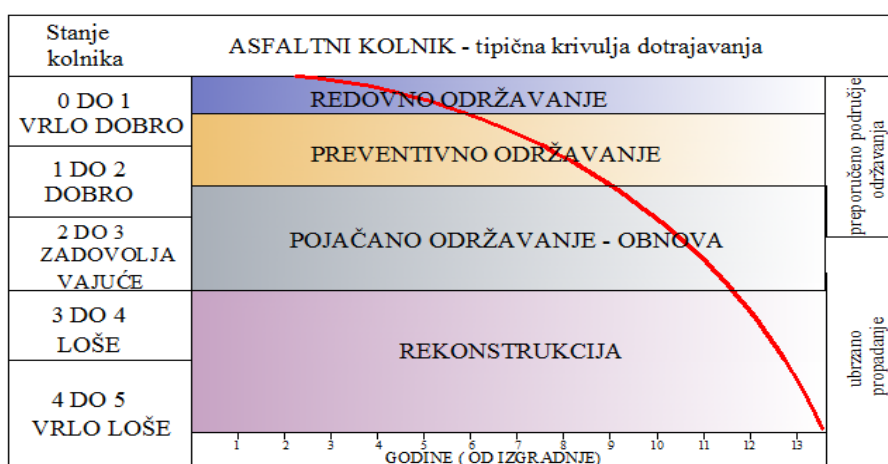 Stanje
kolnika
ASFALTNI KOLNIK - tipična krivulja dotrajavanja
0 DO 1
VRLO DOBRO
1 DO 2
DOBRO
2 DO 3
ZADOVOLJA
VAJUĆE
3 DO 4
LOŠE
4 DO 5
VRLO LOŠE
REDOVNO ODRŽAVANJE
PREVENTIVNO ODRŽAVANJE
POJAČANO ODRŽAVANJE - OBNOVA
REKONSTRUKCIJA
1 2 3 4 5 6 7 8 9 10 11 12 13
GODINE ( OD IZGRADNJE)
preporučeno područje
održavanja
ubrzano
propadanje